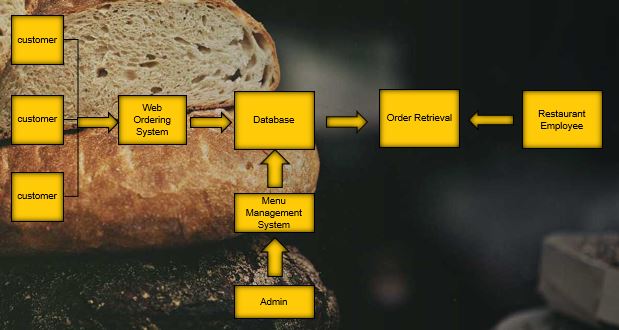 customer
customer
customer
Web
Ordering
System
Database
Order Retrieval
Restaurant
Employee
Menu
Management
System
Admin